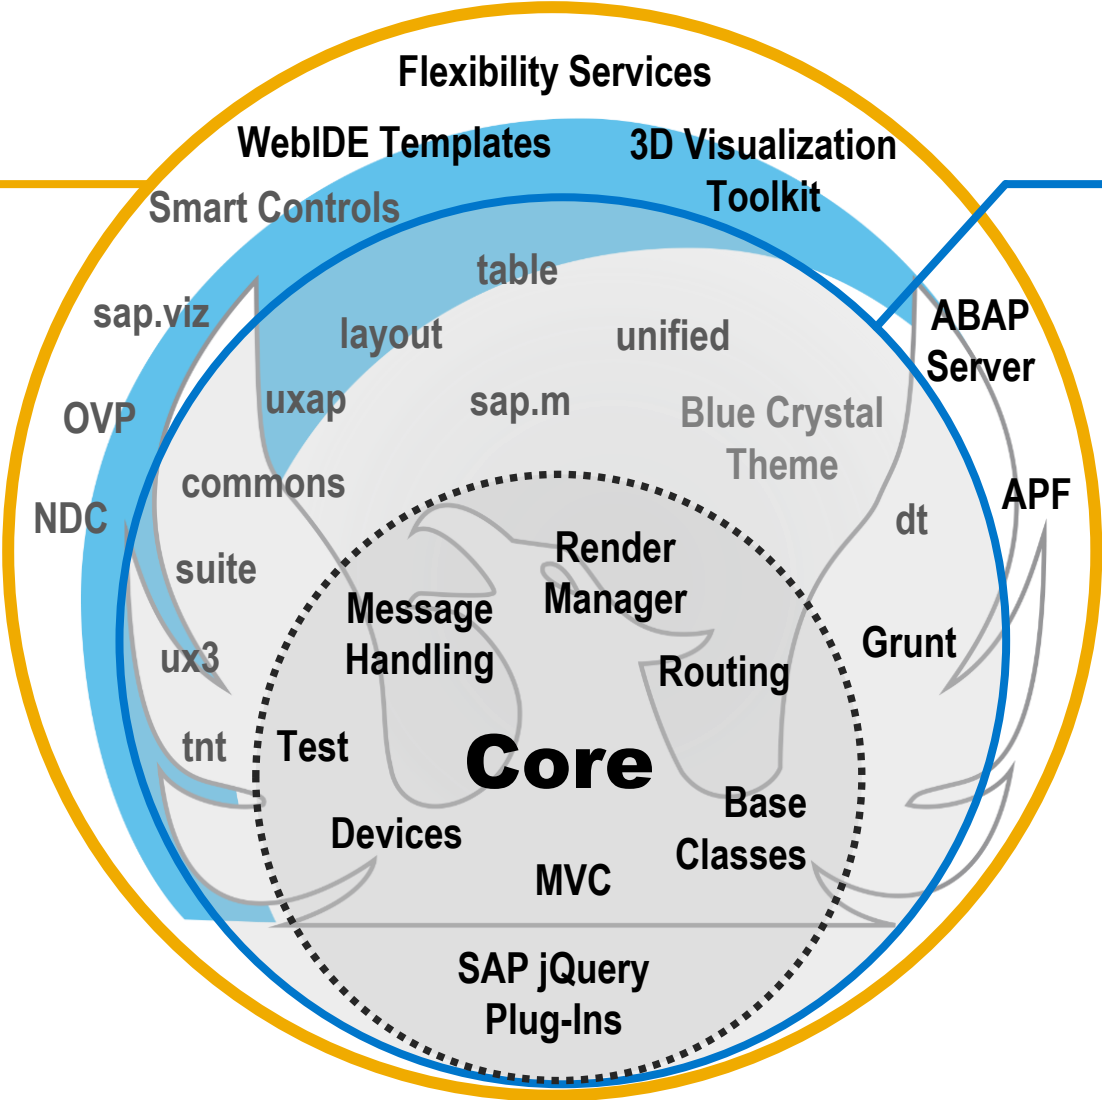 Flexibility Services
WebIDE Templates
3D Visualization
Toolkit
Smart Controls
table
sap.viz
layout
unified
ABAP
Server
uxap
sap.m
OVP
Blue Crystal
Theme
commons
APF
NDC
dt
suite
Render
Manager
Message
Handling
Grunt
ux3
Routing
tnt
Test
Core
Base
Classes
Devices
MVC
SAP jQuery
Plug-Ins